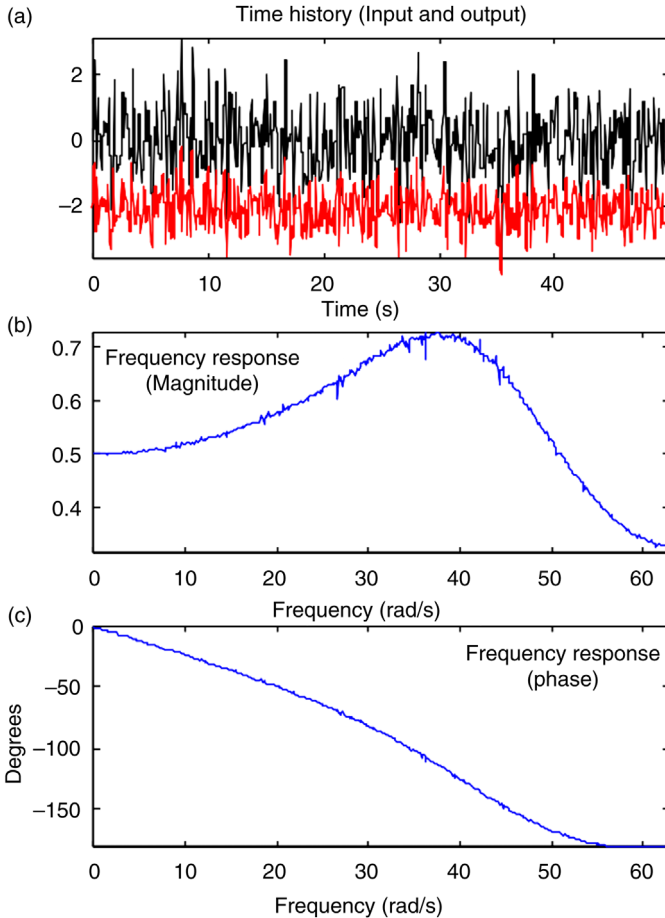 (a)
Time history (Input and output)
2
0
−2
0 10 20 30 40
Time (s)
(b)
Frequency response
(Magnitude)
0.7
0.6
0.5
0.4
0 10 20 30 40 50 60
Frequency (rad/s)
(c)
Frequency response
(phase)
Degrees
0
−50
−100
−150
0 10 20 30 40 50 60
Frequency (rad/s)